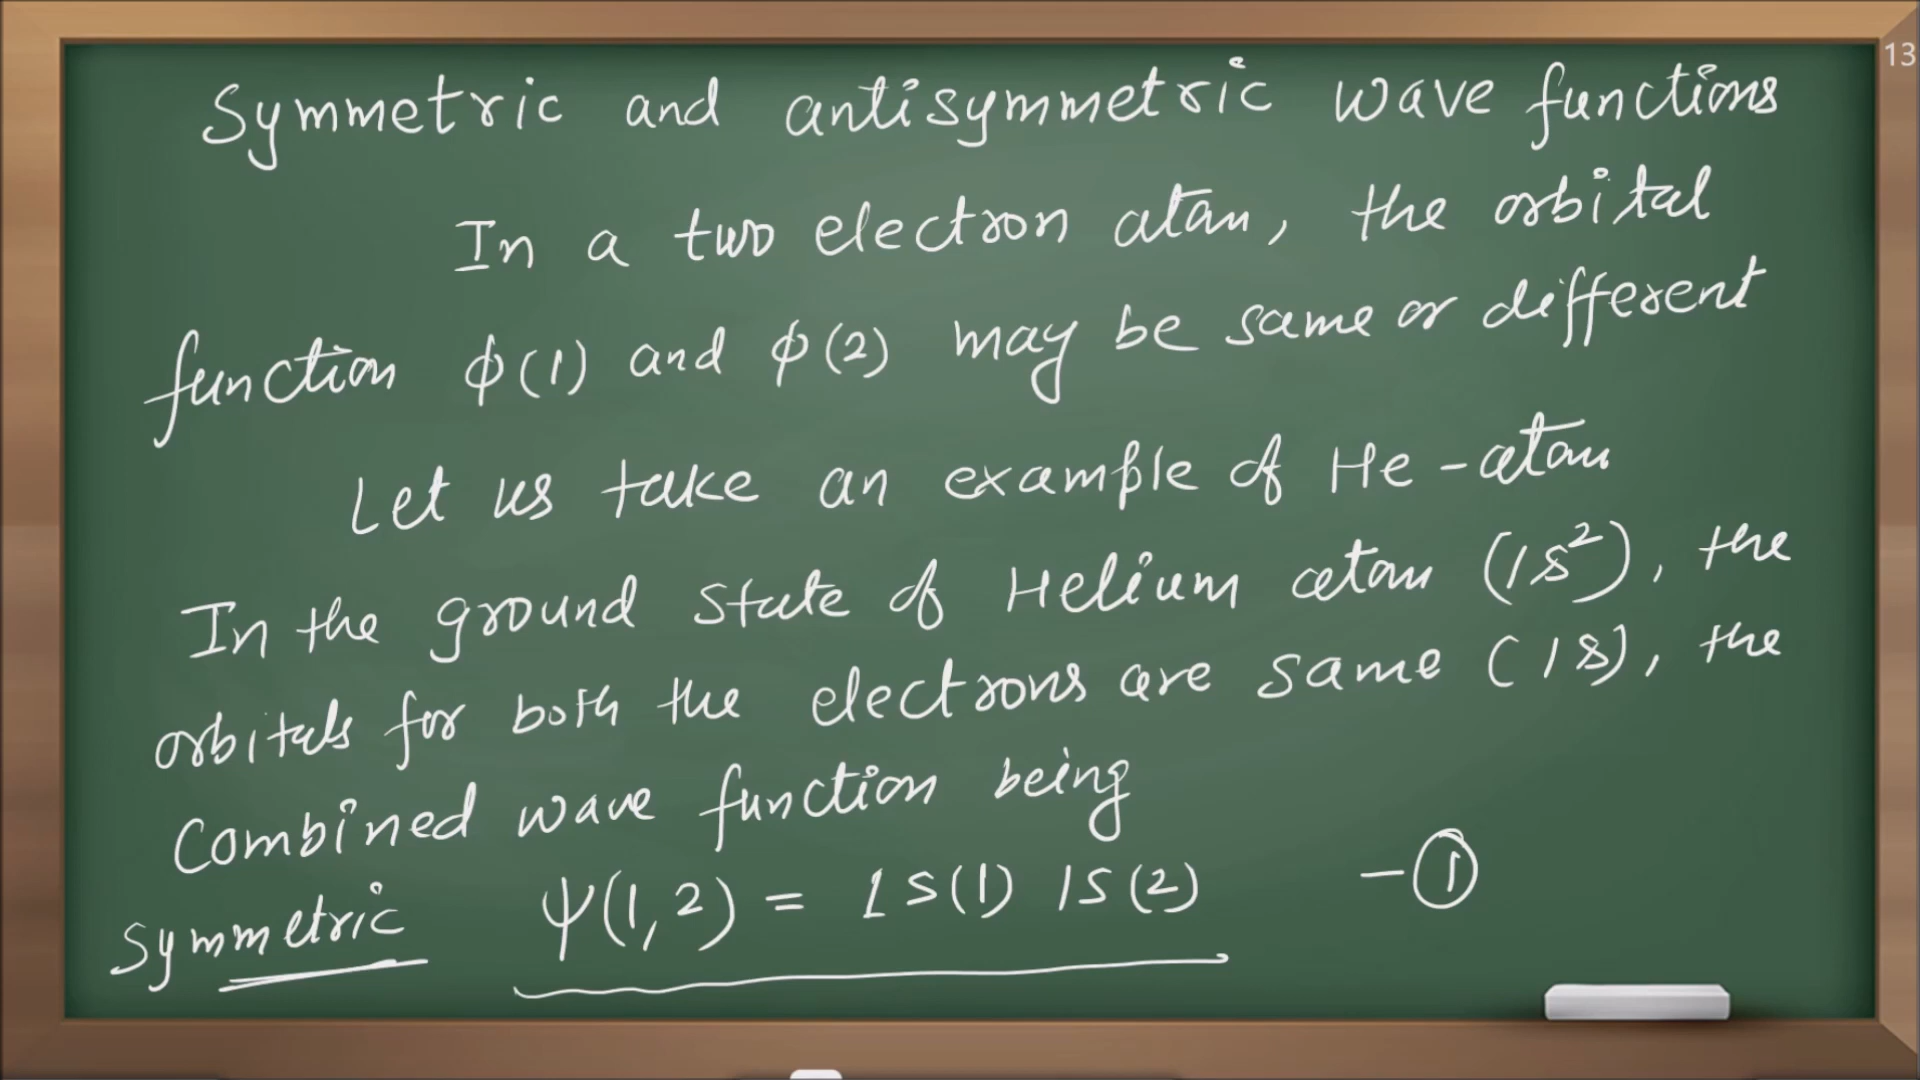 13
Symmetric and antisymmetric wave functions
In a two electron atom, the orbital
function ϕ(1) and ϕ(2) may be same or different
Let us take an example of He-atom
In the ground state of Helium atom (1s²), the
orbitals for both the electrons are same (1s), the
Combined wave function being
Symmetric ψ(1,2) = 1S(1) 1S(2) -①